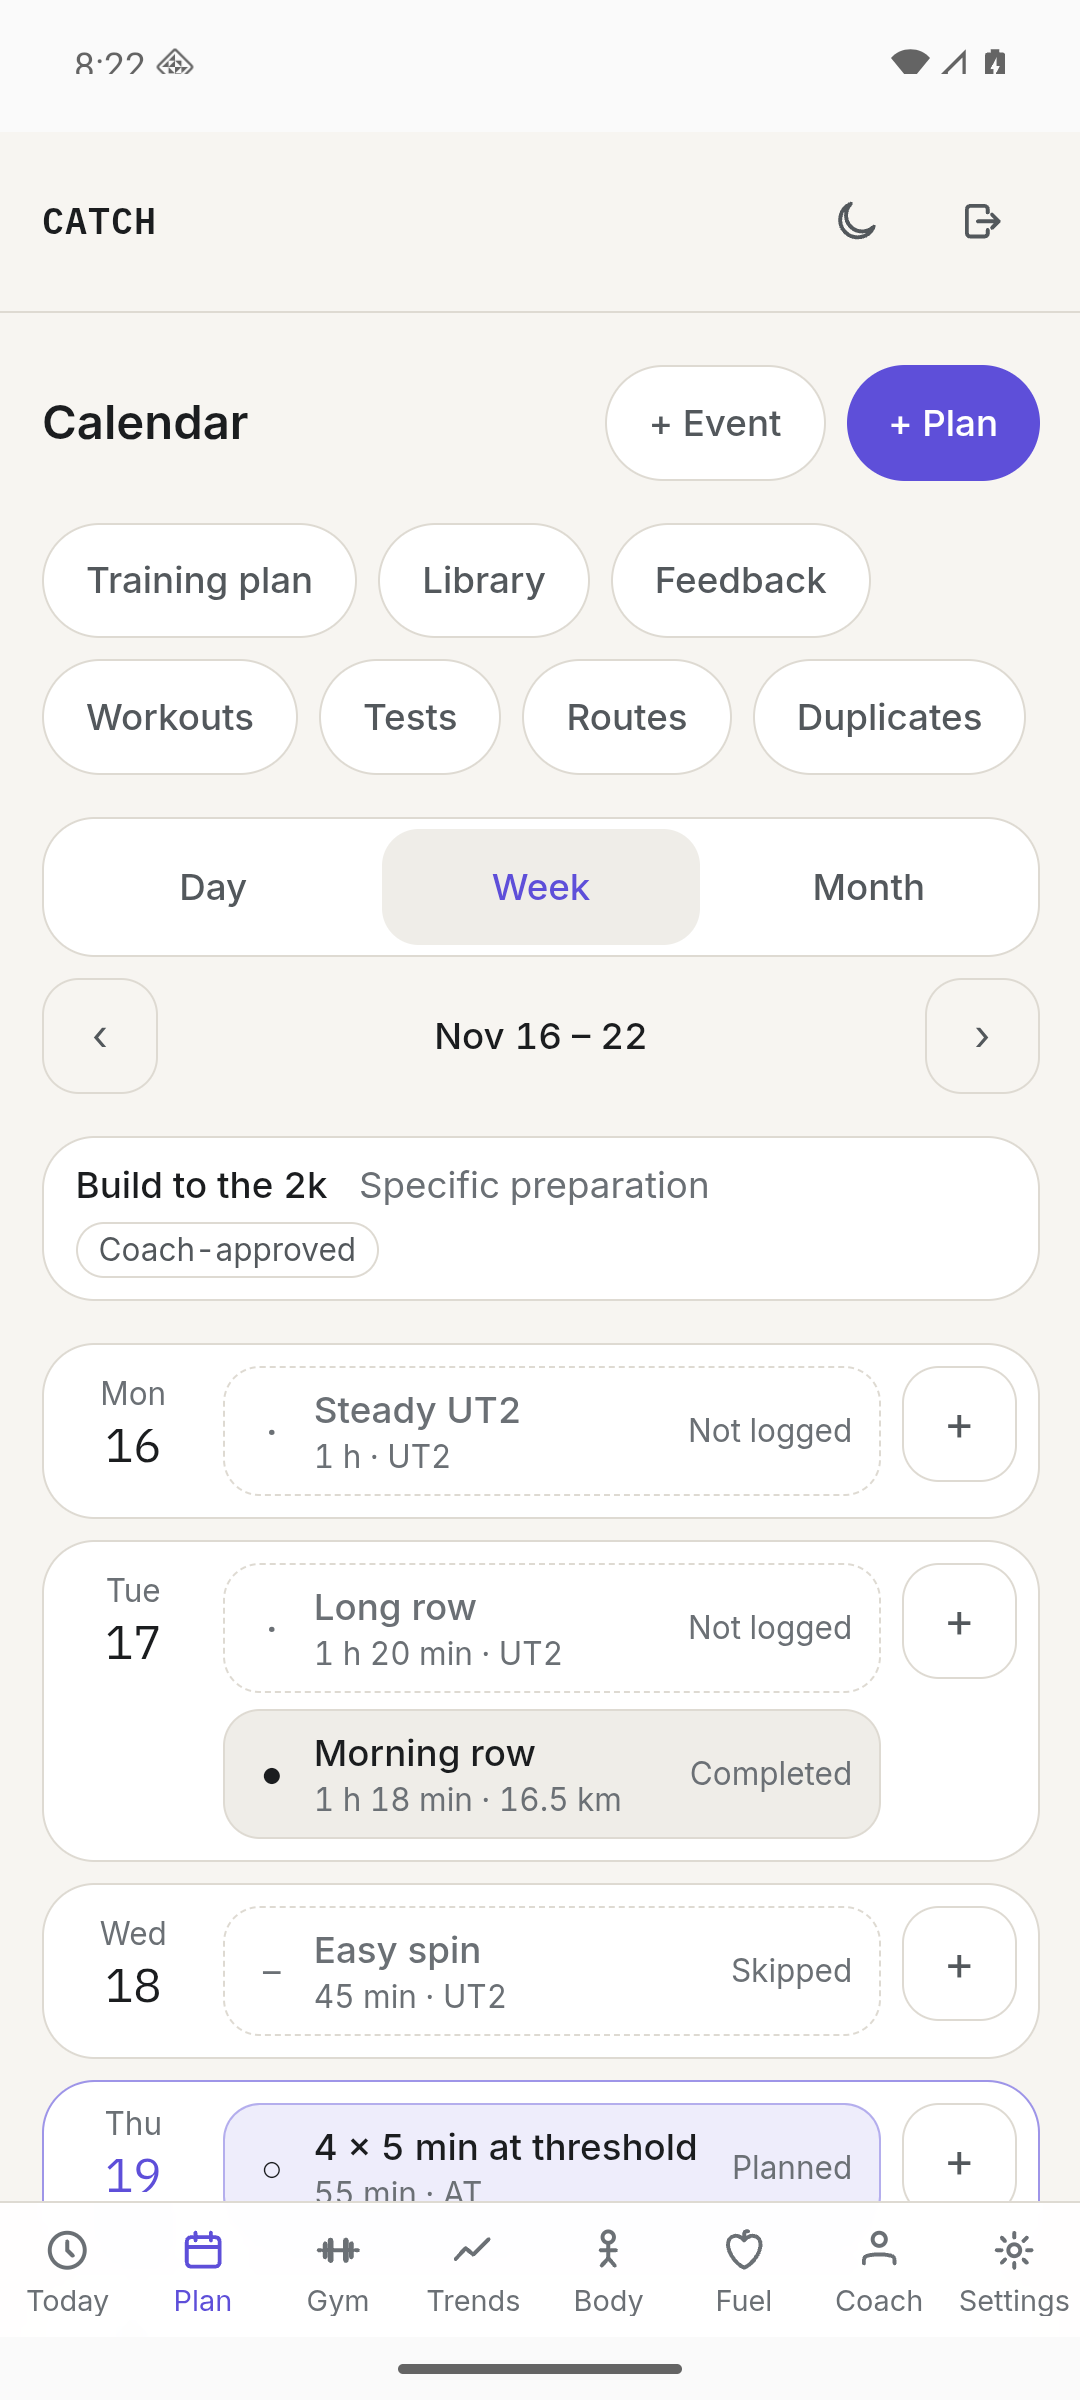 8:22
CATCH
Calendar
+ Event
+ Plan
Training plan
Library
Feedback
Workouts
Tests
Routes
Duplicates
Day
Week
Month
‹
Nov 16 – 22
›
Build to the 2k Specific preparation
Coach-approved
Mon
16
· Steady UT2
1 h · UT2
Not logged
+
Tue
17
· Long row
1 h 20 min · UT2
Not logged
+
● Morning row
1 h 18 min · 16.5 km
Completed
Wed
18
– Easy spin
45 min · UT2
Skipped
+
Thu
19
○ 4 × 5 min at threshold
55 min · AT
Planned
+
Today
Plan
Gym
Trends
Body
Fuel
Coach
Settings